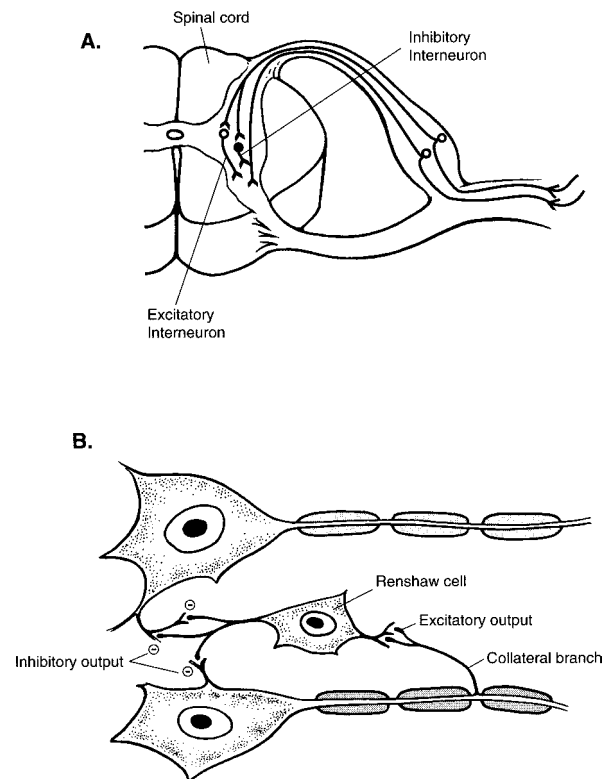 A.
Spinal cord
Inhibitory
Interneuron
Excitatory
Interneuron
B.
Renshaw cell
Excitatory output
Inhibitory output
Collateral branch